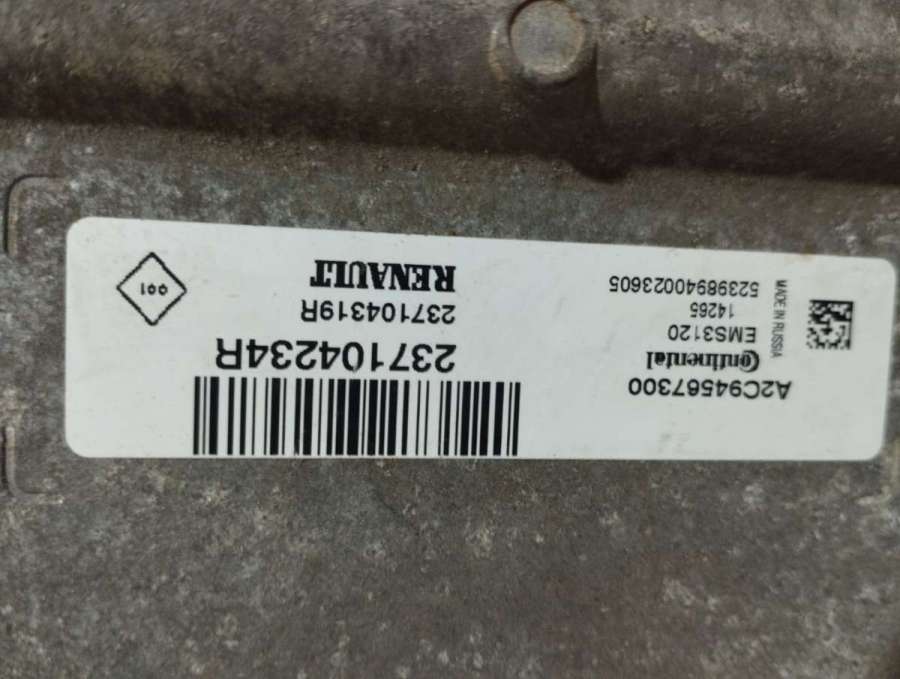 A2C94567300
Continental
EMS3120
14265
52398940023605
MADE IN RUSSIA
237104234R
237104319R
RENAULT
001